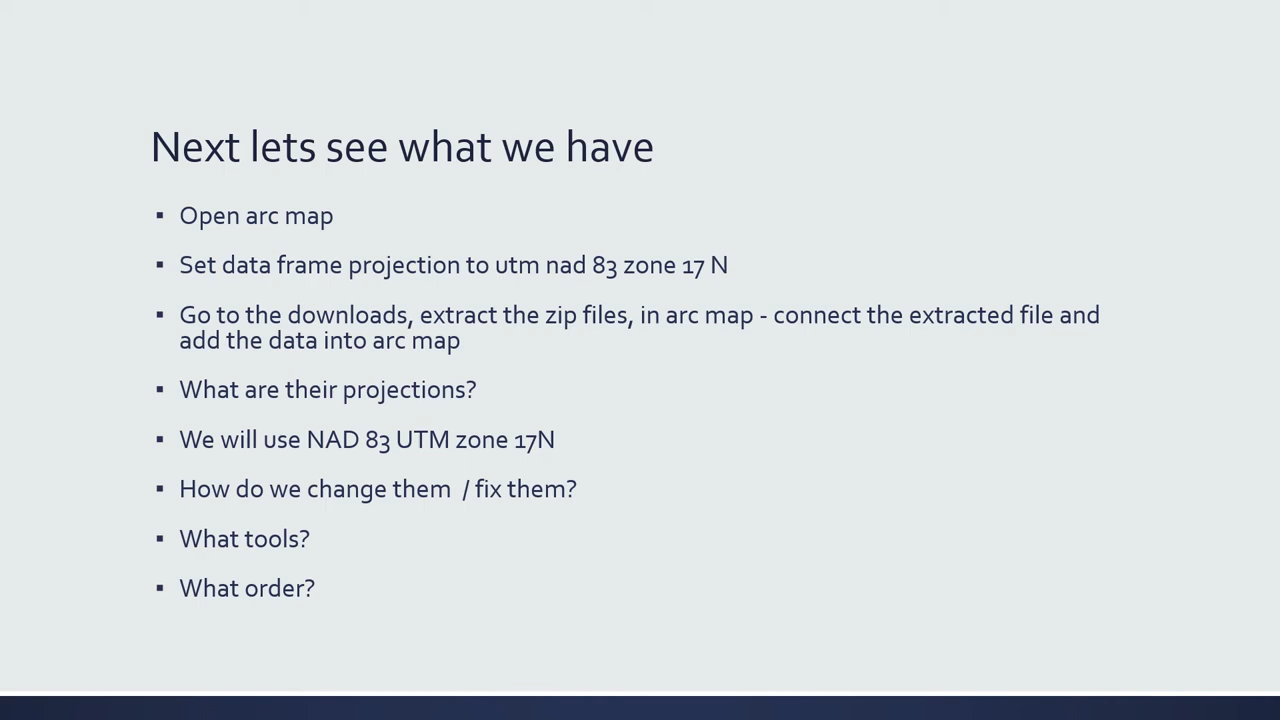 Next lets see what we have
▪ Open arc map
▪ Set data frame projection to utm nad 83 zone 17 N
▪ Go to the downloads, extract the zip files, in arc map - connect the extracted file and
add the data into arc map
▪ What are their projections?
▪ We will use NAD 83 UTM zone 17N
▪ How do we change them  / fix them?
▪ What tools?
▪ What order?